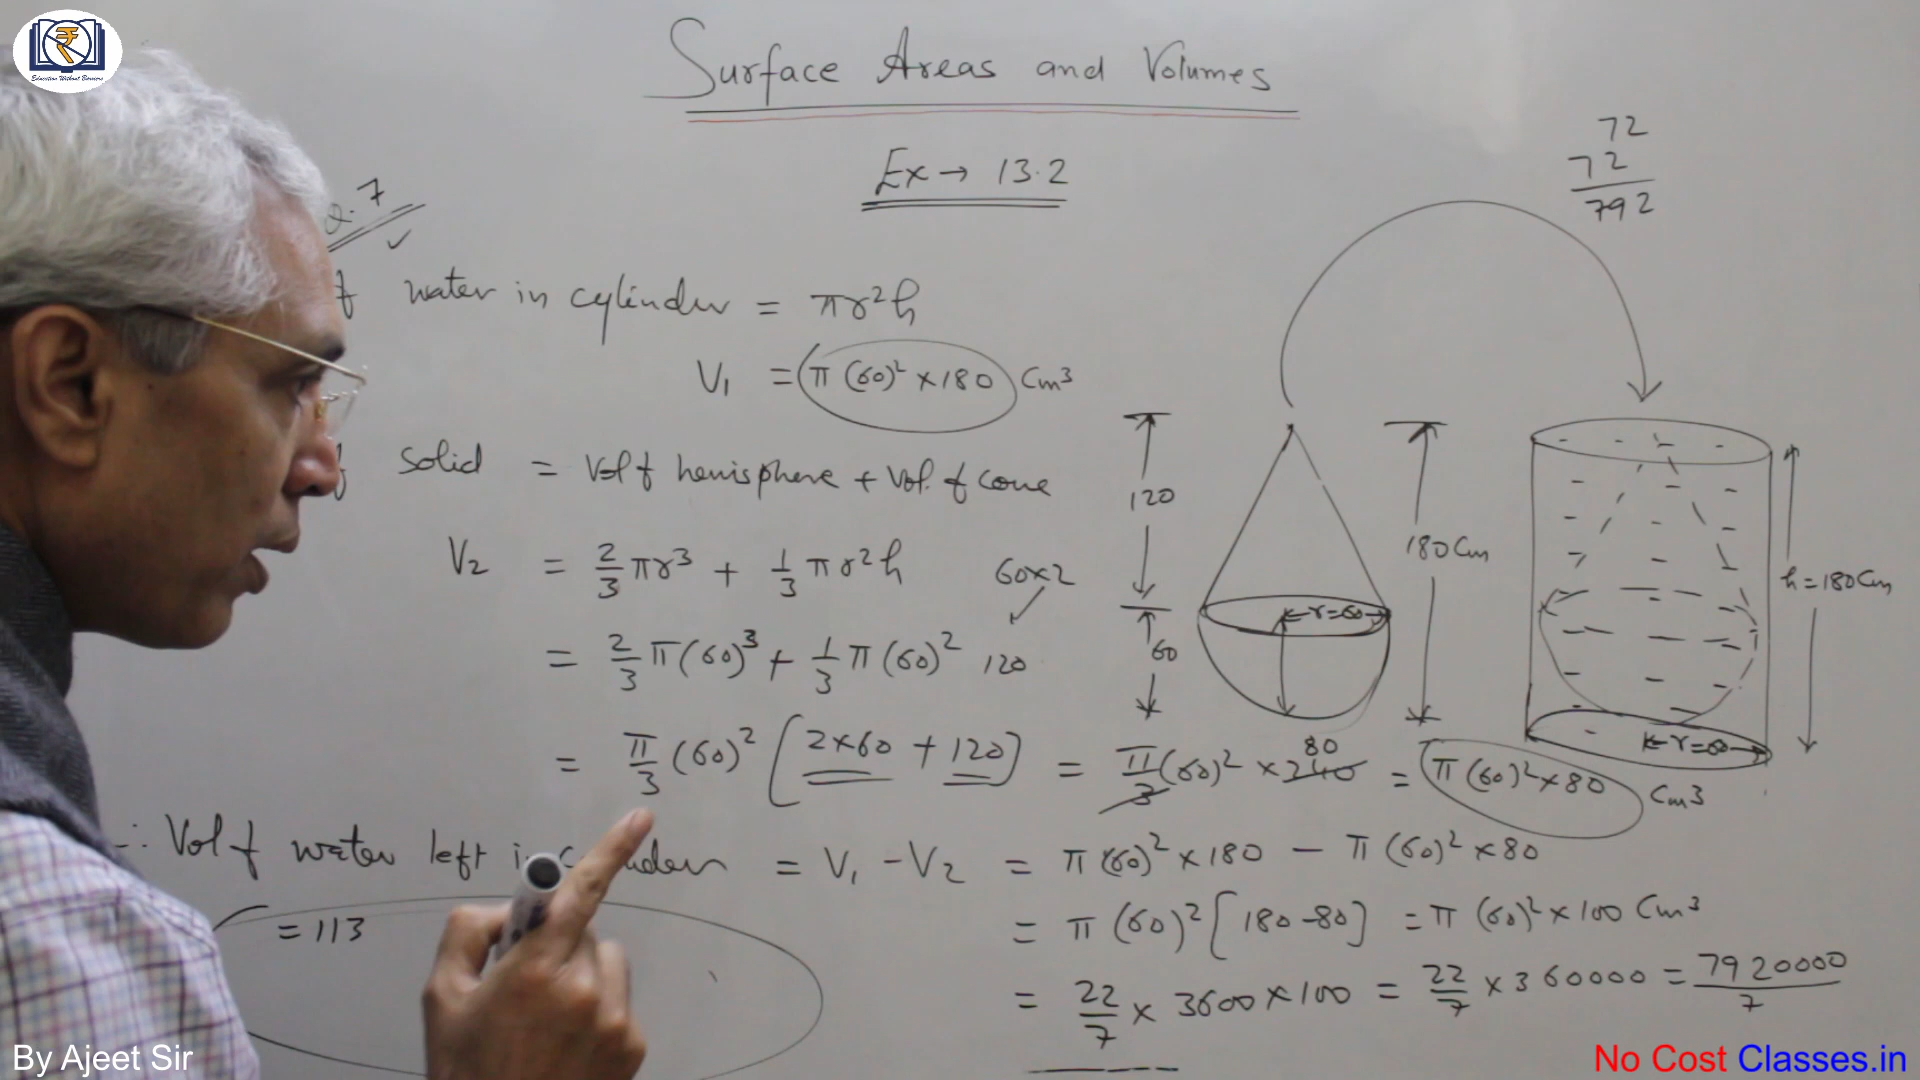 Education Without Barriers
Surface Areas and Volumes
Ex → 13.2
72
72
792
Q.7
f water in cylinder = πr²h
V₁ = π(60)² × 180 Cm³
f solid = Vol f hemisphere + Vol. f cone
V₂ = 2/3 πr³ + 1/3 πr²h
60×2
= 2/3 π(60)³ + 1/3 π(60)² 120
= π/3 (60)² [2×60 + 120] = π/3 (60)² × 240 80 = π(60)² × 80 Cm³
120
60
r=60
180 Cm
h = 180 Cm
r=60
∴ Vol f water left in cylinder = V₁ - V₂ = π(60)² × 180 - π(60)² × 80
= 113
= π(60)² [180-80] = π(60)² × 100 Cm³
= 22/7 × 3600 × 100 = 22/7 × 360000 = 7920000/7
By Ajeet Sir
No Cost Classes.in